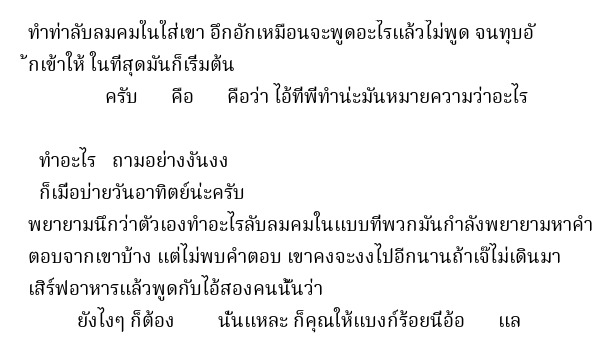 ทำท่าลับลมคมในใส่เขา อึกอักเหมือนจะพูดอะไรแล้วไม่พูด จนทุบอั
้กเข้าให้ ในที่สุดมันก็เริ่มต้น
ครับ คือ คือว่า ไอ้ที่พี่ทำน่ะมันหมายความว่าอะไร
ทำอะไร ถามอย่างงันงง
ก็เมื่อบ่ายวันอาทิตย์น่ะครับ
พยายามนึกว่าตัวเองทำอะไรลับลมคมในแบบที่พวกมันกำลังพยายามหาคำ
ตอบจากเขาบ้าง แต่ไม่พบคำตอบ เขาคงจะงงไปอีกนานถ้าเจ๊ไม่เดินมา
เสิร์ฟอาหารแล้วพูดกับไอ้สองคนนั้นว่า
ยังไงๆ ก็ต้อง นั่นแหละ ก็คุณให้แบงก์ร้อยนี่อ้อ แล